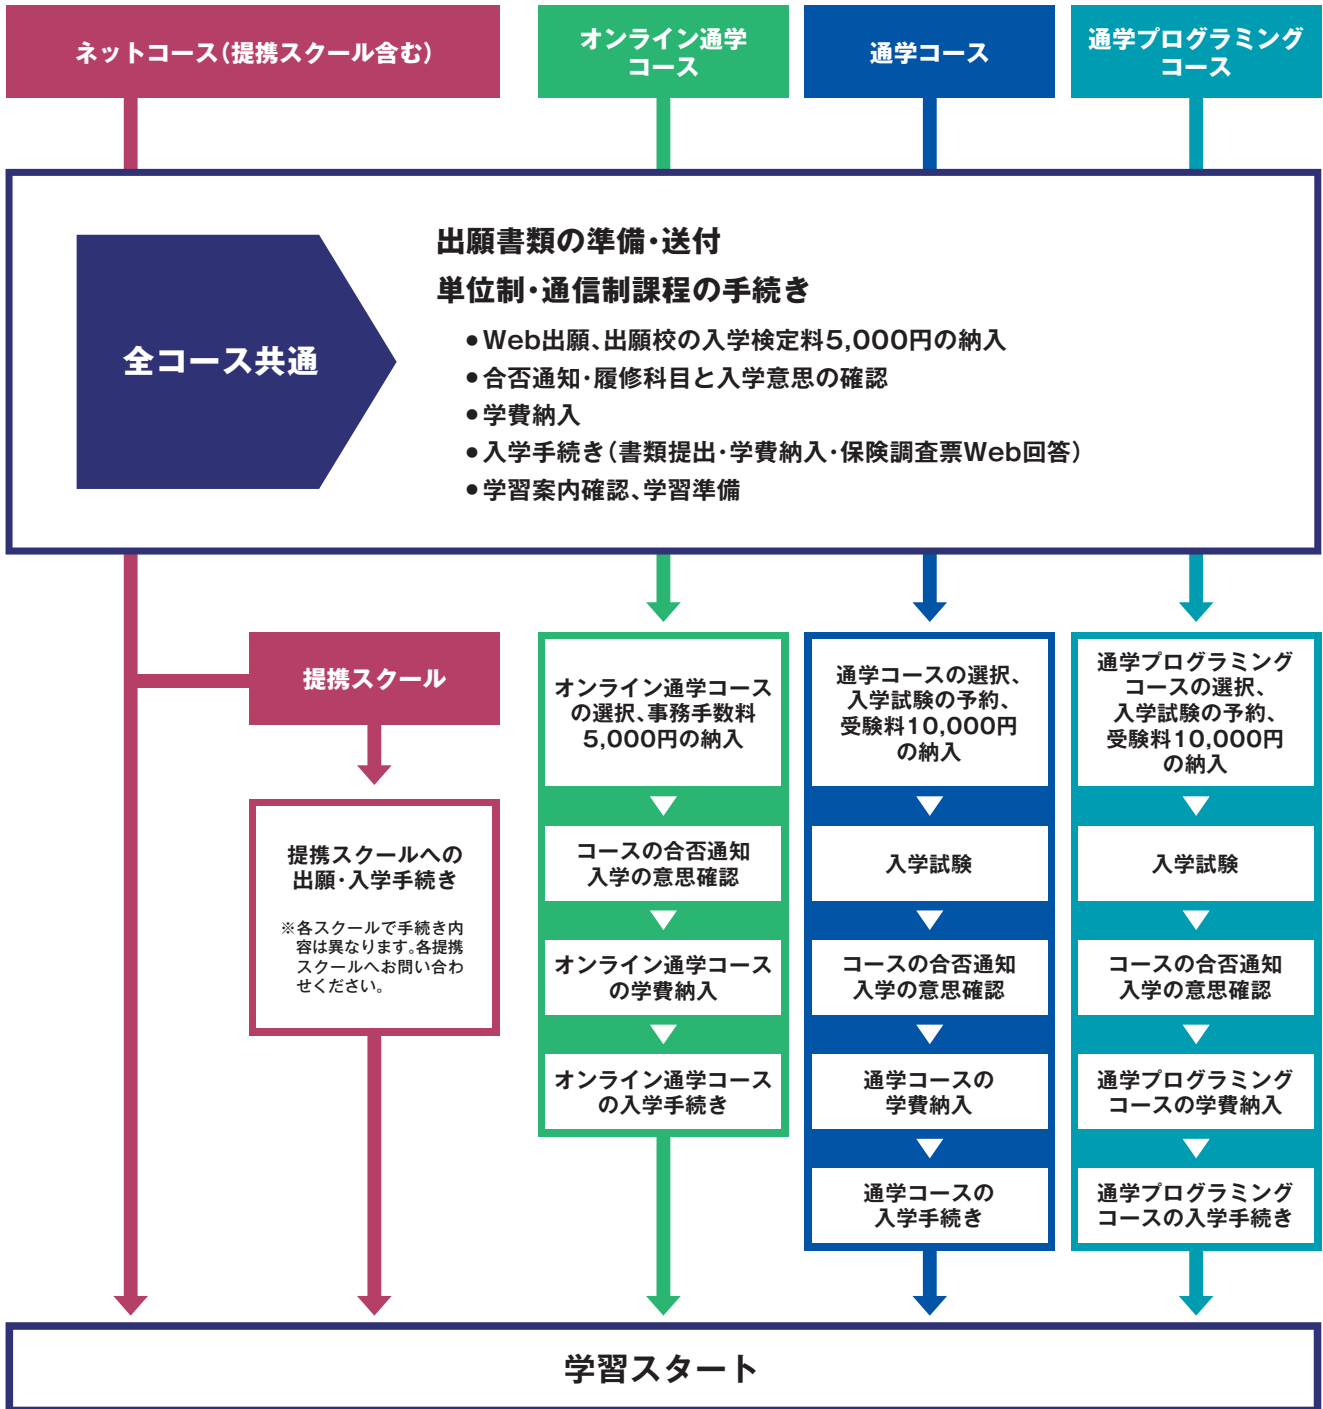 ネットコース(提携スクール含む)
オンライン通学
コース
通学コース
通学プログラミング
コース
全コース共通
出願書類の準備・送付
単位制・通信制課程の手続き
●Web出願、出願校の入学検定料5,000円の納入
●合否通知・履修科目と入学意思の確認
●学費納入
●入学手続き(書類提出・学費納入・保険調査票Web回答)
●学習案内確認、学習準備
提携スクール
提携スクールへの
出願・入学手続き
※各スクールで手続き内
容は異なります。各提携
スクールへお問い合わ
せください。
オンライン通学コース
の選択、事務手数料
5,000円の納入
コースの合否通知
入学の意思確認
オンライン通学コース
の学費納入
オンライン通学コース
の入学手続き
通学コースの選択、
入学試験の予約、
受験料10,000円
の納入
入学試験
コースの合否通知
入学の意思確認
通学コースの
学費納入
通学コースの
入学手続き
通学プログラミング
コースの選択、
入学試験の予約、
受験料10,000円
の納入
入学試験
コースの合否通知
入学の意思確認
通学プログラミング
コースの学費納入
通学プログラミング
コースの入学手続き
学習スタート